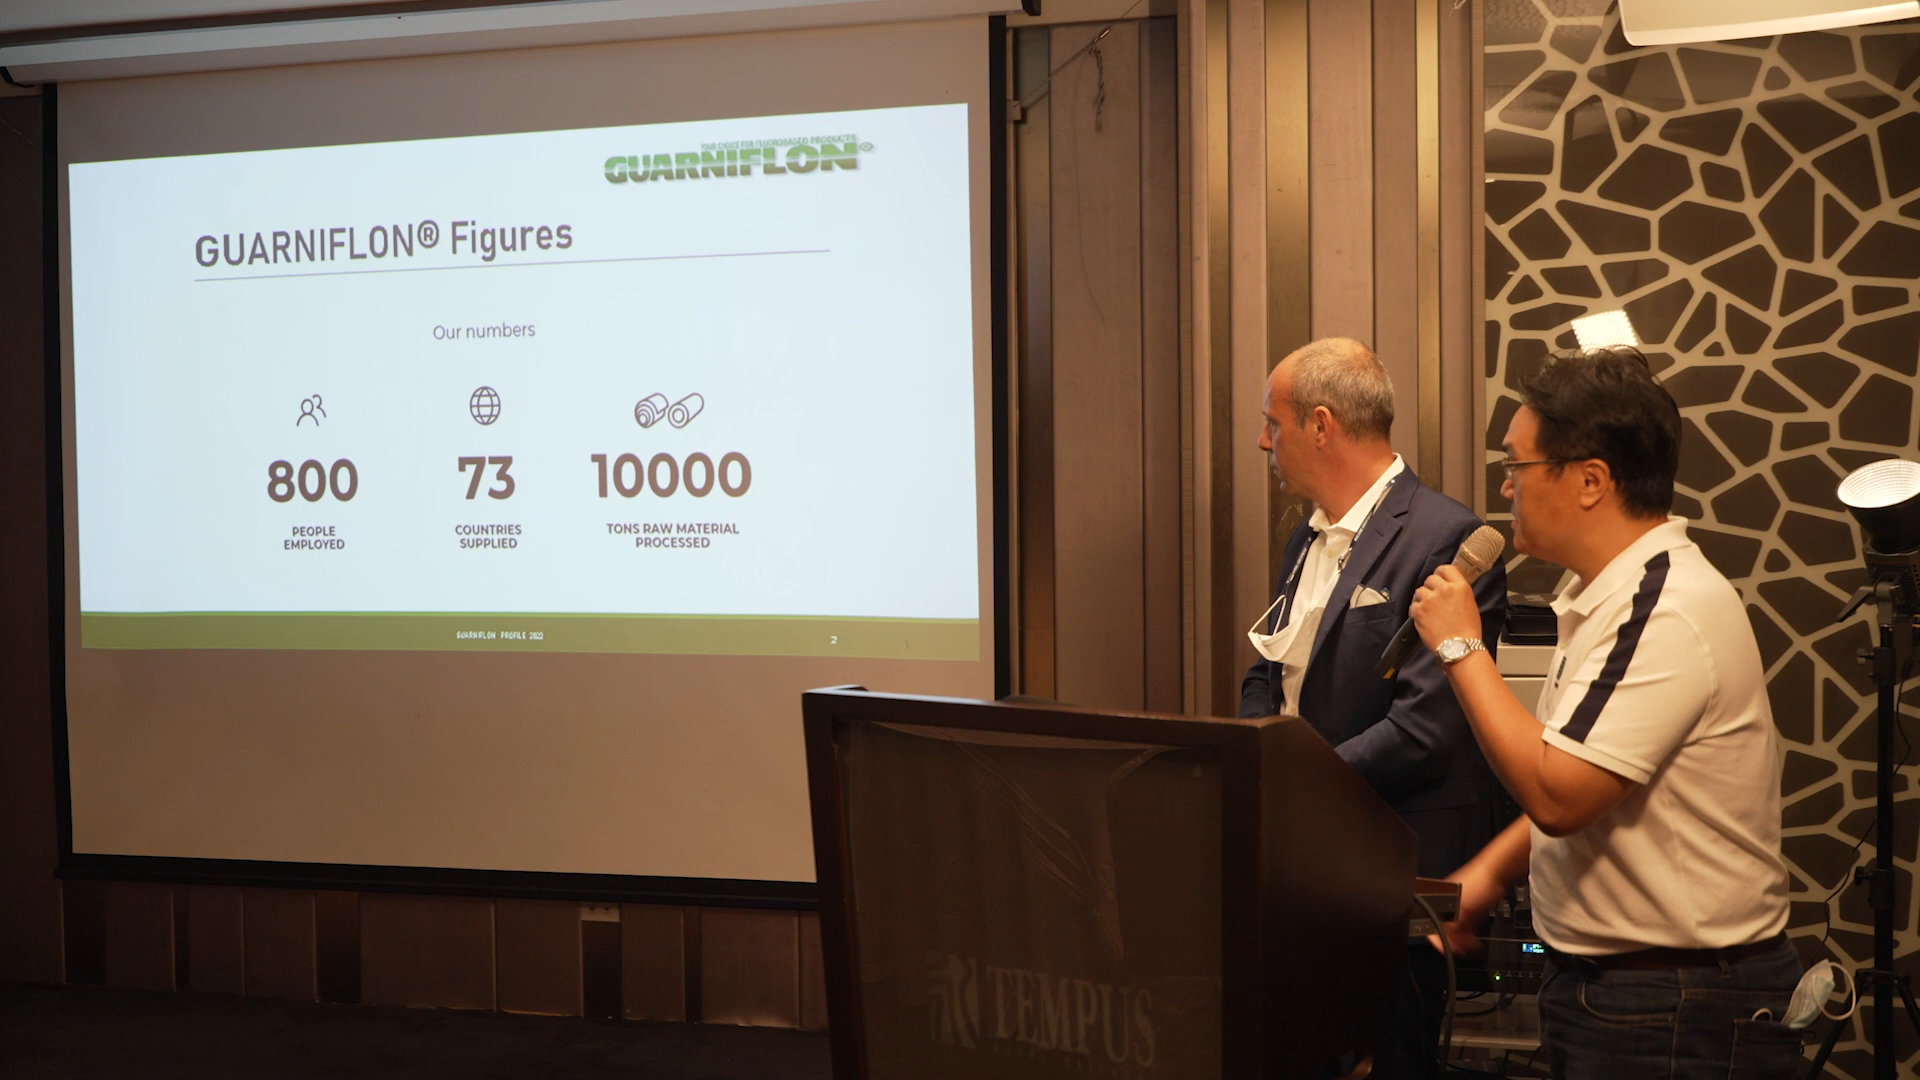 YOUR CHOICE FOR FLUOROBASED PRODUCTS
GUARNIFLON®
GUARNIFLON® Figures
Our numbers
800
PEOPLE
EMPLOYED
73
COUNTRIES
SUPPLIED
10000
TONS RAW MATERIAL
PROCESSED
GUARNIFLON PROFILE 2022
2
TEMPUS